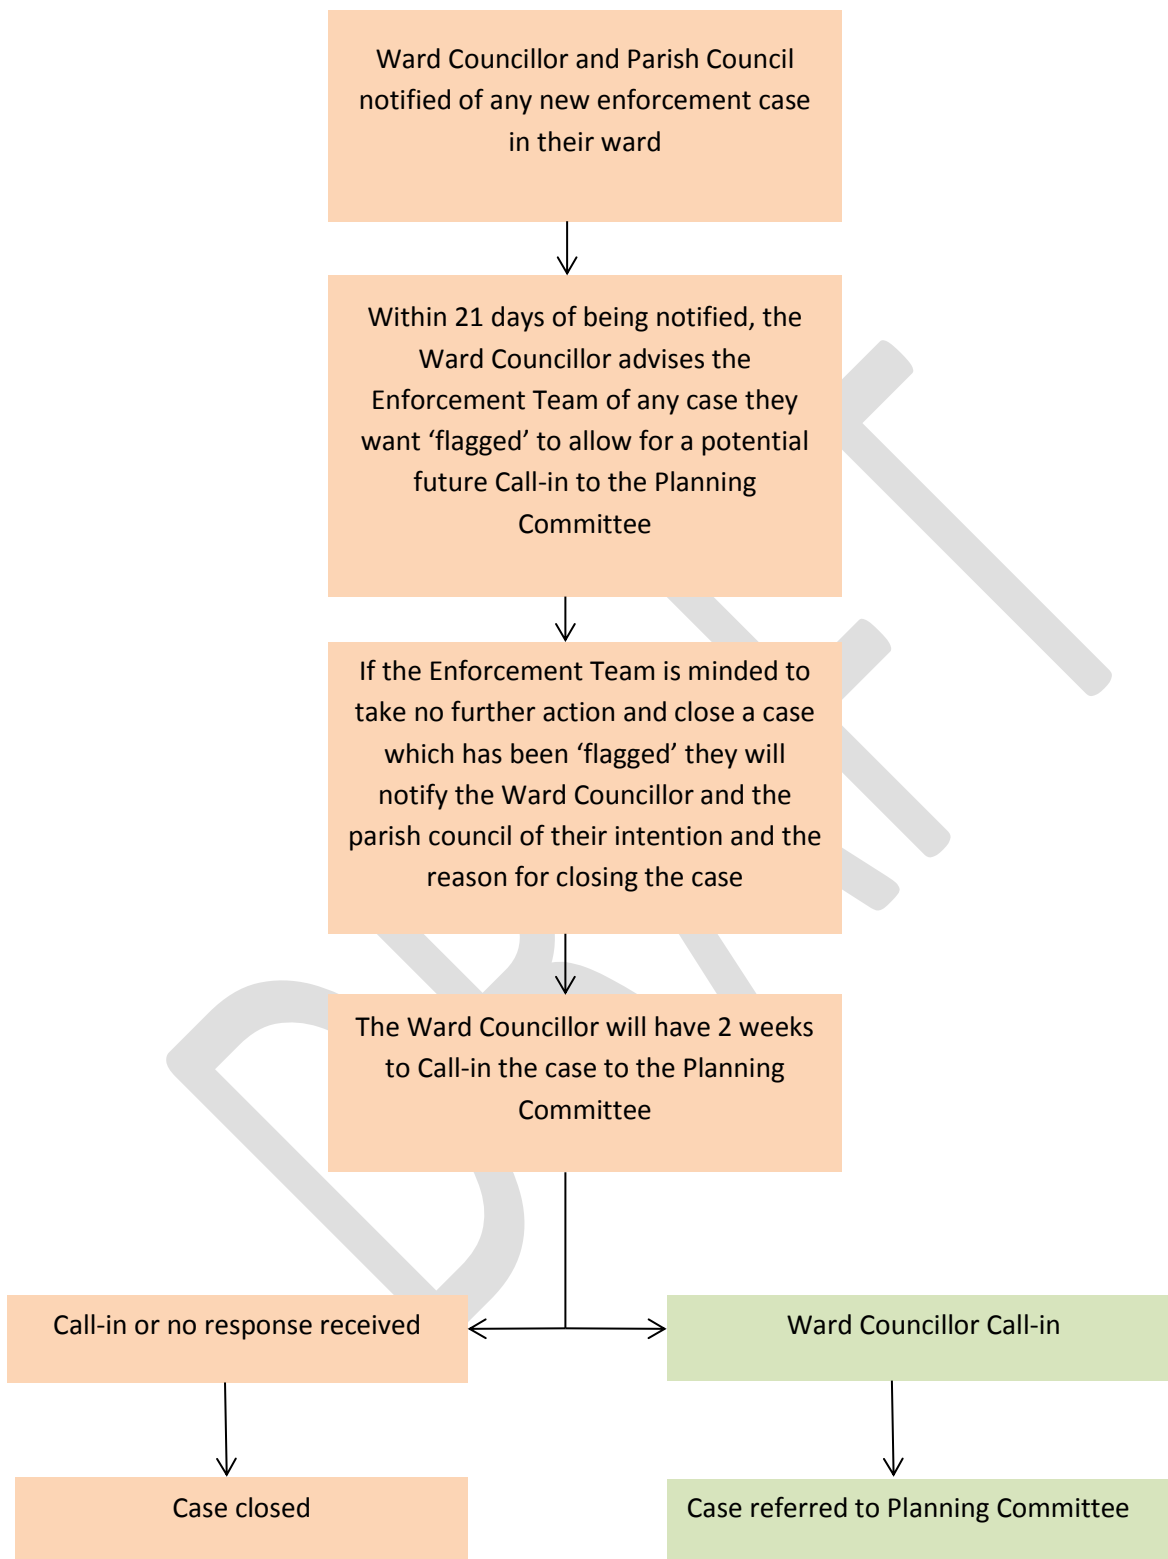 Ward Councillor and Parish Council
notified of any new enforcement case
in their ward
Within 21 days of being notified, the
Ward Councillor advises the
Enforcement Team of any case they
want ‘flagged’ to allow for a potential
future Call-in to the Planning
Committee
If the Enforcement Team is minded to
take no further action and close a case
which has been ‘flagged’ they will
notify the Ward Councillor and the
parish council of their intention and the
reason for closing the case
The Ward Councillor will have 2 weeks
to Call-in the case to the Planning
Committee
Call-in or no response received
Ward Councillor Call-in
Case closed
Case referred to Planning Committee
DRAFT